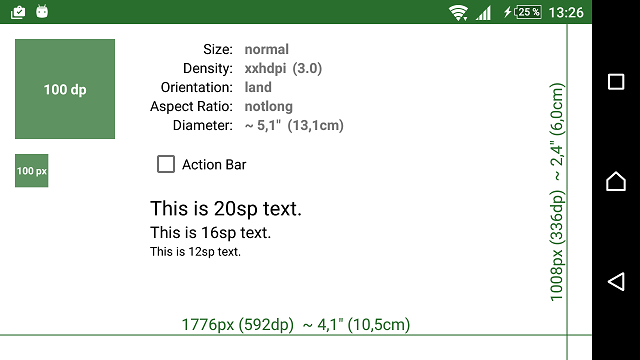 25 % 13:26
100 dp
100 px
Size: normal
Density: xxhdpi (3.0)
Orientation: land
Aspect Ratio: notlong
Diameter: ~ 5,1" (13,1cm)
Action Bar
This is 20sp text.
This is 16sp text.
This is 12sp text.
1776px (592dp) ~ 4,1" (10,5cm)
1008px (336dp) ~ 2,4" (6,0cm)